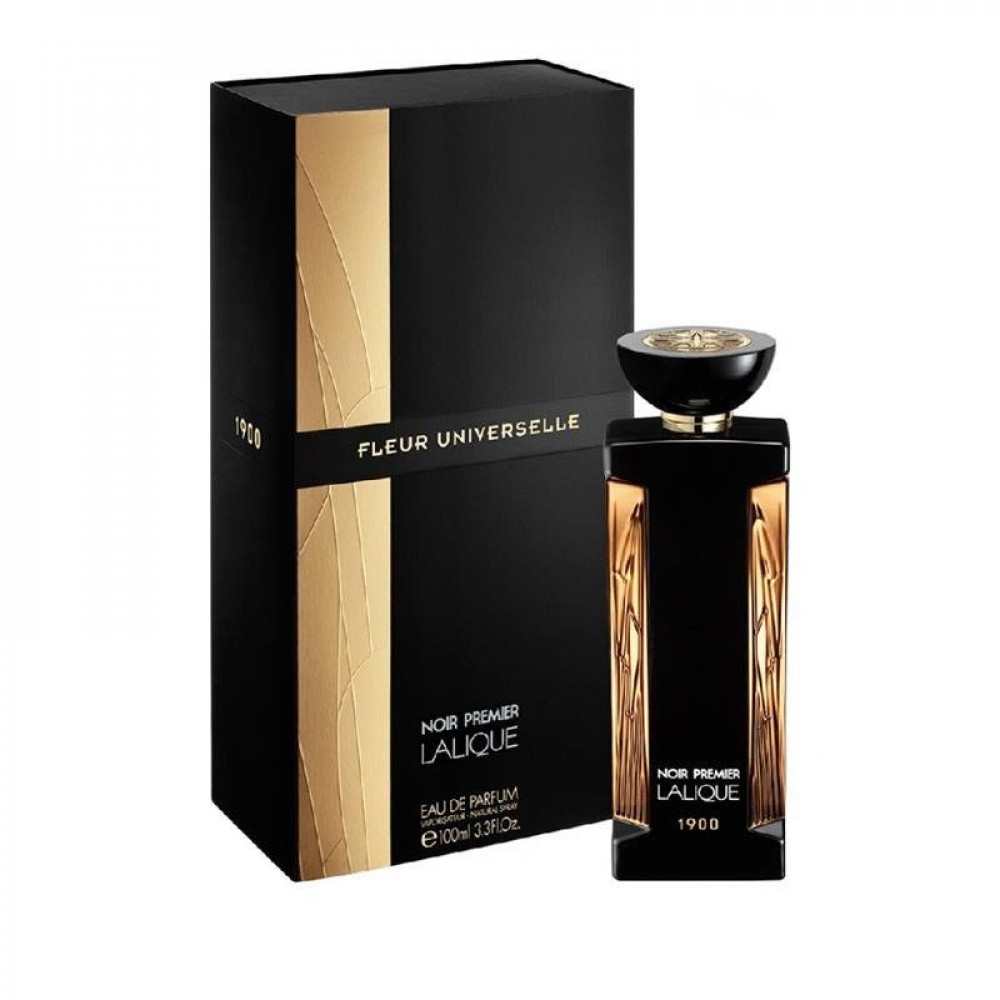 1900
FLEUR UNIVERSELLE
NOIR PREMIER
LALIQUE
EAU DE PARFUM
VAPORISATEUR - NATURAL SPRAY
e 100ml 3.3Fl.Oz.
NOIR PREMIER
LALIQUE
1900